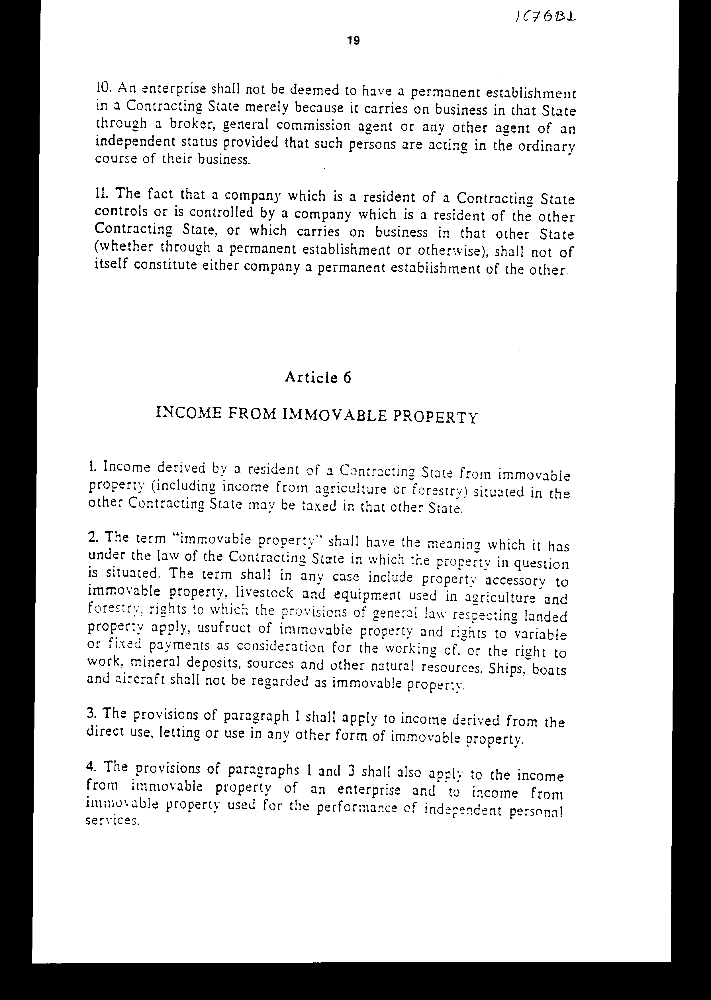 1676B1
19
10. An enterprise shall not be deemed to have a permanent establishment
in a Contracting State merely because it carries on business in that State
through a broker, general commission agent or any other agent of an
independent status provided that such persons are acting in the ordinary
course of their business.
11. The fact that a company which is a resident of a Contracting State
controls or is controlled by a company which is a resident of the other
Contracting State, or which carries on business in that other State
(whether through a permanent establishment or otherwise), shall not of
itself constitute either company a permanent establishment of the other.
Article 6
INCOME FROM IMMOVABLE PROPERTY
1. Income derived by a resident of a Contracting State from immovable
property (including income from agriculture or forestry) situated in the
other Contracting State may be taxed in that other State.
2. The term “immovable property” shall have the meaning which it has
under the law of the Contracting State in which the property in question
is situated. The term shall in any case include property accessory to
immovable property, livestock and equipment used in agriculture and
forestry, rights to which the provisions of general law respecting landed
property apply, usufruct of immovable property and rights to variable
or fixed payments as consideration for the working of, or the right to
work, mineral deposits, sources and other natural resources. Ships, boats
and aircraft shall not be regarded as immovable property.
3. The provisions of paragraph 1 shall apply to income derived from the
direct use, letting or use in any other form of immovable property.
4. The provisions of paragraphs 1 and 3 shall also apply to the income
from immovable property of an enterprise and to income from
immovable property used for the performance of independent personal
services.